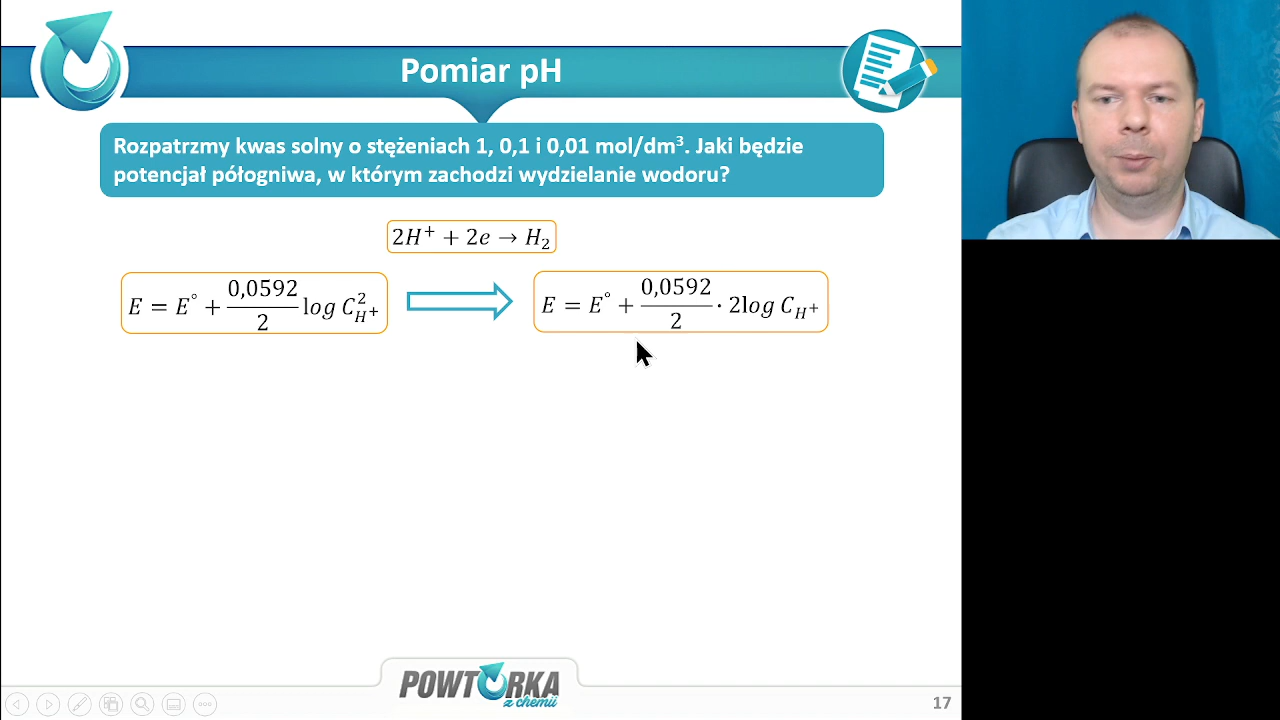 Pomiar pH
Rozpatrzmy kwas solny o stężeniach 1, 0,1 i 0,01 mol/dm³. Jaki będzie
potencjał półogniwa, w którym zachodzi wydzielanie wodoru?
2H⁺ + 2e → H₂
E = E° + 0,0592/2 log C²_H⁺
E = E° + 0,0592/2 · 2log C_H⁺
POWTÓRKA
z chemii
17